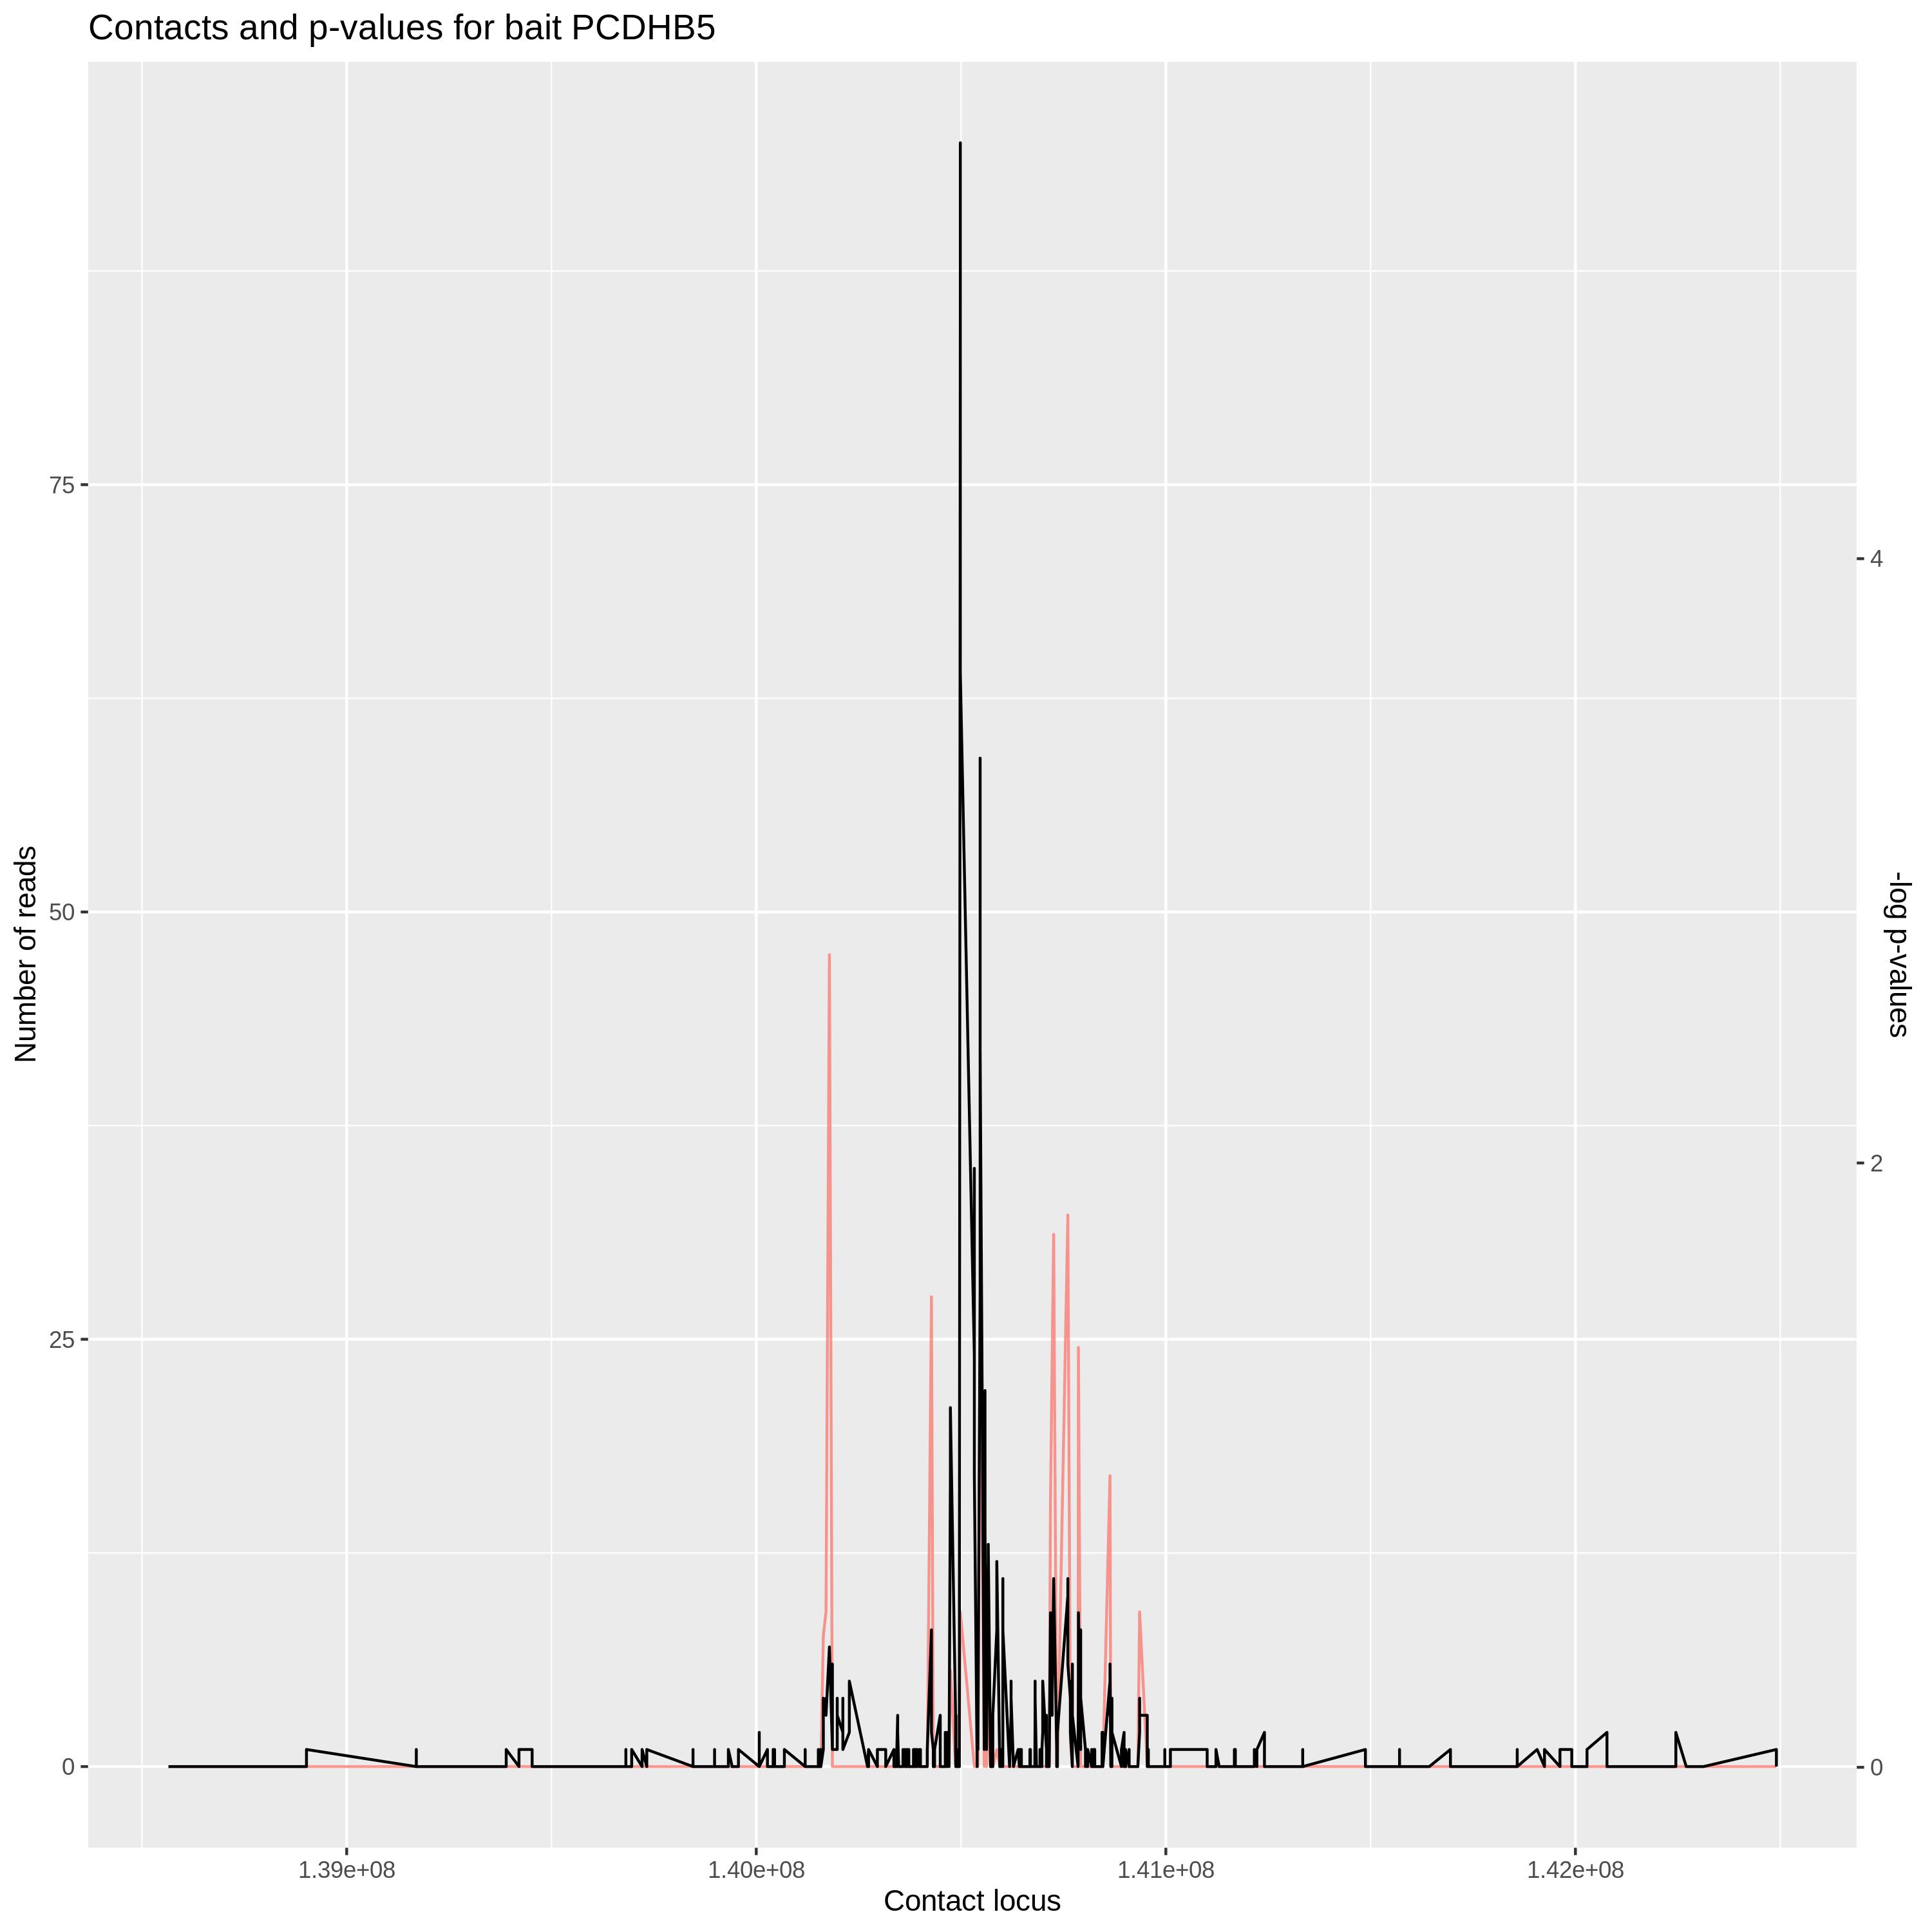 Contacts and p-values for bait PCDHB5
75
50
25
0
Number of reads
4
2
0
-log p-values
1.39e+08
1.40e+08
1.41e+08
1.42e+08
Contact locus